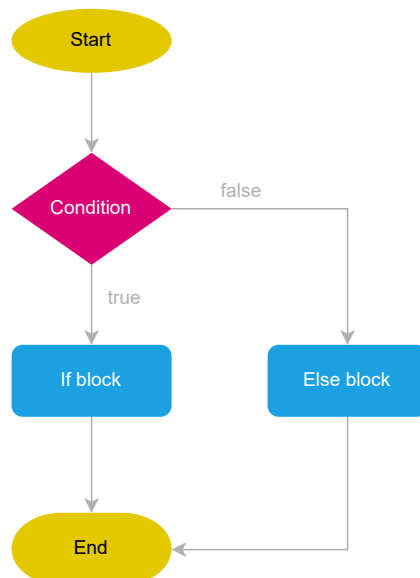 Start
Condition
false
true
If block
Else block
End